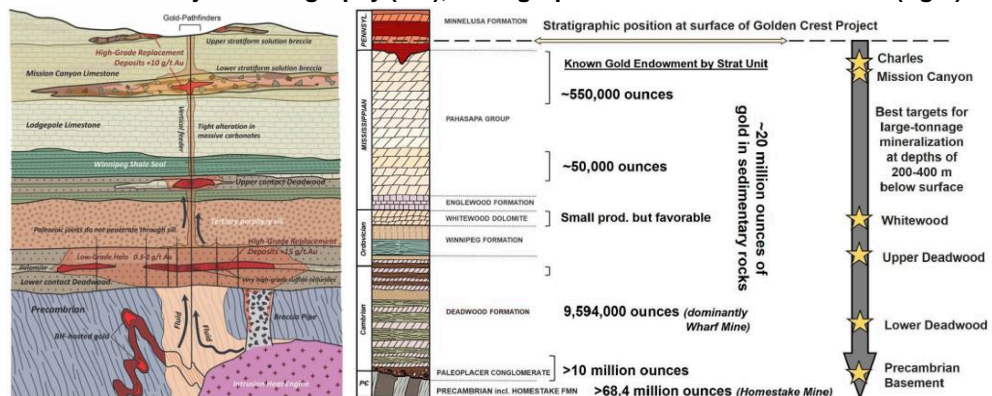 Gold-Pathfinders
High-Grade Replacement
Deposits +10 g/t Au
Upper stratiform solution breccia
Mission Canyon Limestone
Lower stratiform solution breccia
Lodgepole Limestone
Vertical Feeder
Tight alteration in
massive carbonates
Winnipeg Shale Seal
Upper contact Deadwood
Tertiary porphyry sill
Paleozoic joints do not penetrate through sill
High-Grade Replacement
Deposits +15 g/t Au
Low-Grade Halo 0.3-2 g/t Au
Dolomite
Very high-grade sulfide
Lower contact Deadwood
Precambrian
BIF-hosted gold
Fluid
Fluid
Breccia Pipe
Intrusion Heat Engine
PENNSYL.
MISSISSIPPIAN
Ordovician
Cambrian
PЄ
MINNELUSA FORMATION
Stratigraphic position at surface of Golden Crest Project
Known Gold Endowment by Strat Unit
~550,000 ounces
PAHASAPA GROUP
~50,000 ounces
ENGLEWOOD FORMATION
WHITEWOOD DOLOMITE
Small prod. but favorable
WINNIPEG FORMATION
DEADWOOD FORMATION
9,594,000 ounces (dominantly
Wharf Mine)
PALEOPLACER CONGLOMERATE
>10 million ounces
PRECAMBRIAN incl. HOMESTAKE FMN
>68.4 million ounces (Homestake Mine)
~20 million ounces of
gold in sedimentary rocks
Charles
Mission Canyon
Best targets for
large-tonnage
mineralization
at depths of
200-400 m
below surface
Whitewood
Upper Deadwood
Lower Deadwood
Precambrian
Basement